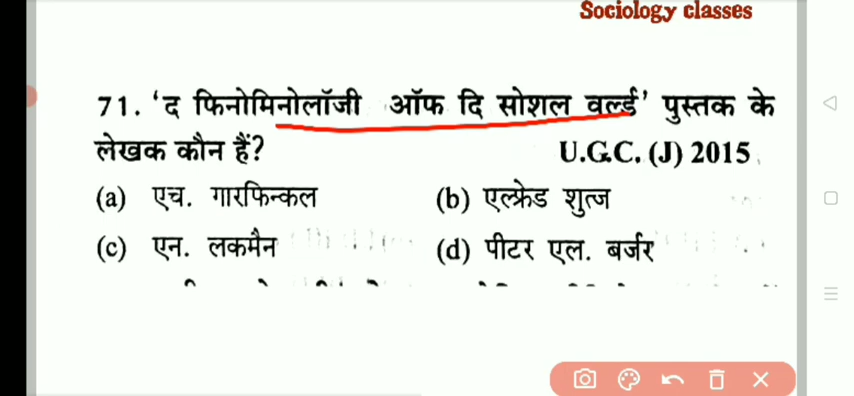 Sociology classes
71. ‘द फिनोमिनोलॉजी ऑफ दि सोशल वर्ल्ड’ पुस्तक के
लेखक कौन हैं? U.G.C. (J) 2015
(a) एच. गारफिन्कल (b) एल्फ्रेड शुत्ज
(c) एन. लकमैन (d) पीटर एल. बर्जर